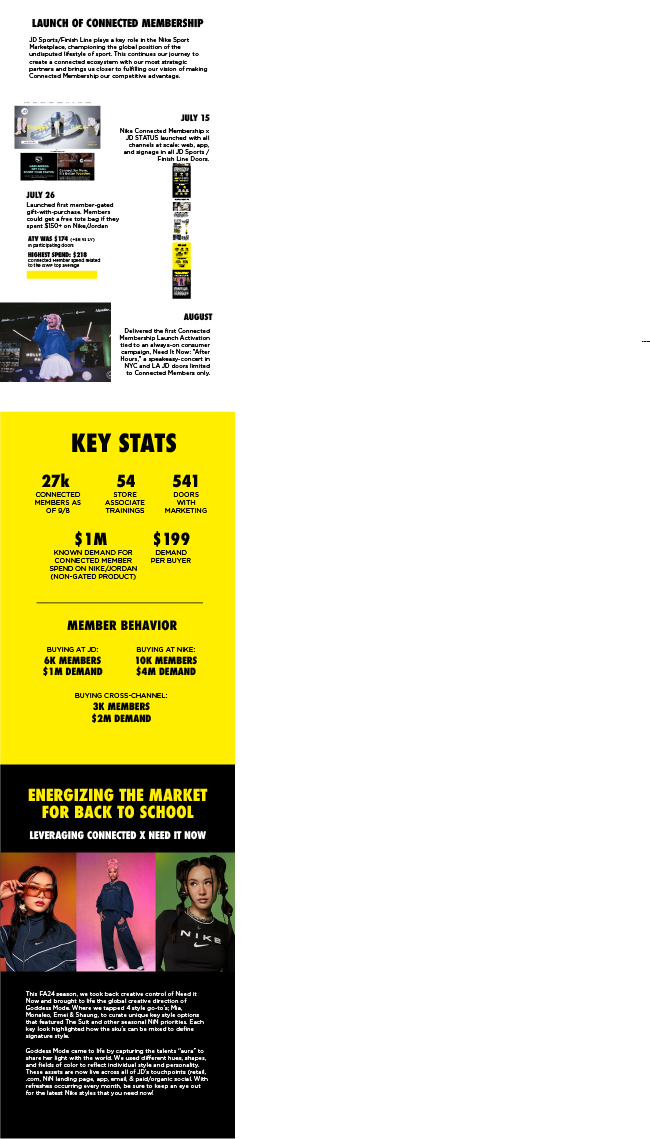 LAUNCH OF CONNECTED MEMBERSHIP
JD Sports/Finish Line plays a key role in the Nike Sport
Marketplace, championing the global position of the
undisputed lifestyle of sport. This continues our journey to
create a connected ecosystem with our most strategic
partners and brings us closer to fulfilling our vision of making
Connected Membership our competitive advantage.
JULY 15
Nike Connected Membership x
JD STATUS launched with all
channels at scale: web, app,
and signage in all JD Sports /
Finish Line Doors.
JULY 26
Launched first member-gated
gift-with-purchase. Members
could get a free tote bag if they
spent $150+ on Nike/Jordan
ATV WAS $174
in participating doors
HIGHEST SPEND: $218
Connected Member spend related
to the GWP top average
AUGUST
Delivered the first Connected
Membership Launch Activation
tied to an always-on consumer
campaign, Need It Now: "After
Hours," a speakeasy-concert in
NYC and LA JD doors limited
to Connected Members only.
KEY STATS
27k
CONNECTED
MEMBERS AS
OF 9/8
54
STORE
ASSOCIATE
TRAININGS
541
DOORS
WITH
MARKETING
$1M
KNOWN DEMAND FOR
CONNECTED MEMBER
SPEND ON NIKE/JORDAN
(NON-GATED PRODUCT)
$199
DEMAND
PER BUYER
MEMBER BEHAVIOR
BUYING AT JD:
6K MEMBERS
$1M DEMAND
BUYING AT NIKE:
10K MEMBERS
$4M DEMAND
BUYING CROSS-CHANNEL:
3K MEMBERS
$2M DEMAND
ENERGIZING THE MARKET
FOR BACK TO SCHOOL
LEVERAGING CONNECTED X NEED IT NOW
NIKE
This FA24 season, we took back creative control of Need it
Now and brought to life the global creative direction of
Goddess Mode. Where we tapped 4 style go-to's; Mia,
Monaleo, Emei & Shaung, to curate unique key style options
that featured The Suit and other seasonal NiN priorities. Each
key look highlighted how the sku's can be mixed to define
signature style.
Goddess Mode came to life by capturing the talents "aura" to
share her light with the world. We used different hues, shapes,
and fields of color to reflect individual style and personality.
These assets are now live across all of JD's touchpoints (retail,
.com, NiN landing page, app, email, & paid/organic social. With
refreshes occurring every month, be sure to keep an eye out
for the latest Nike styles that you need now!